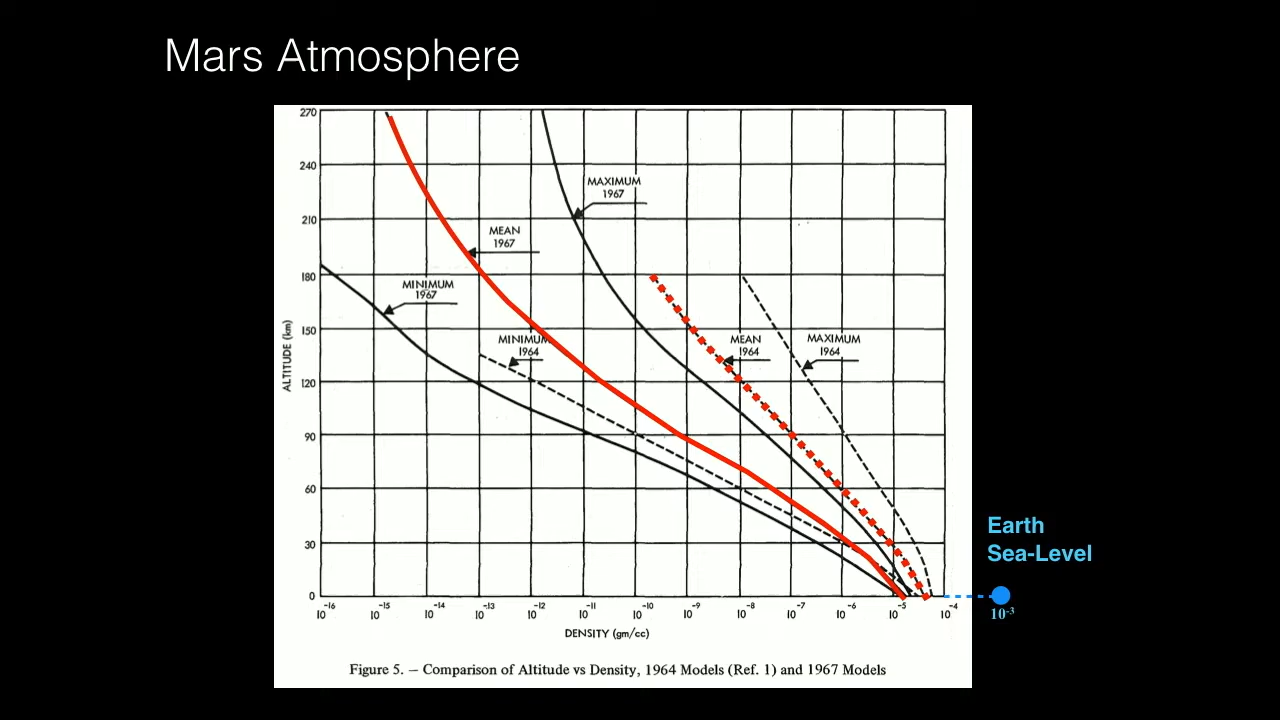 Mars Atmosphere
270
240
210
180
150
120
90
60
30
0
ALTITUDE (km)
MAXIMUM
1967
MEAN
1967
MINIMUM
1967
MINIMUM
1964
MEAN
1964
MAXIMUM
1964
10⁻¹⁶ 10⁻¹⁵ 10⁻¹⁴ 10⁻¹³ 10⁻¹² 10⁻¹¹ 10⁻¹⁰ 10⁻⁹ 10⁻⁸ 10⁻⁷ 10⁻⁶ 10⁻⁵ 10⁻⁴
DENSITY (gm/cc)
Earth
Sea-Level
10⁻³
Figure 5. — Comparison of Altitude vs Density, 1964 Models (Ref. 1) and 1967 Models